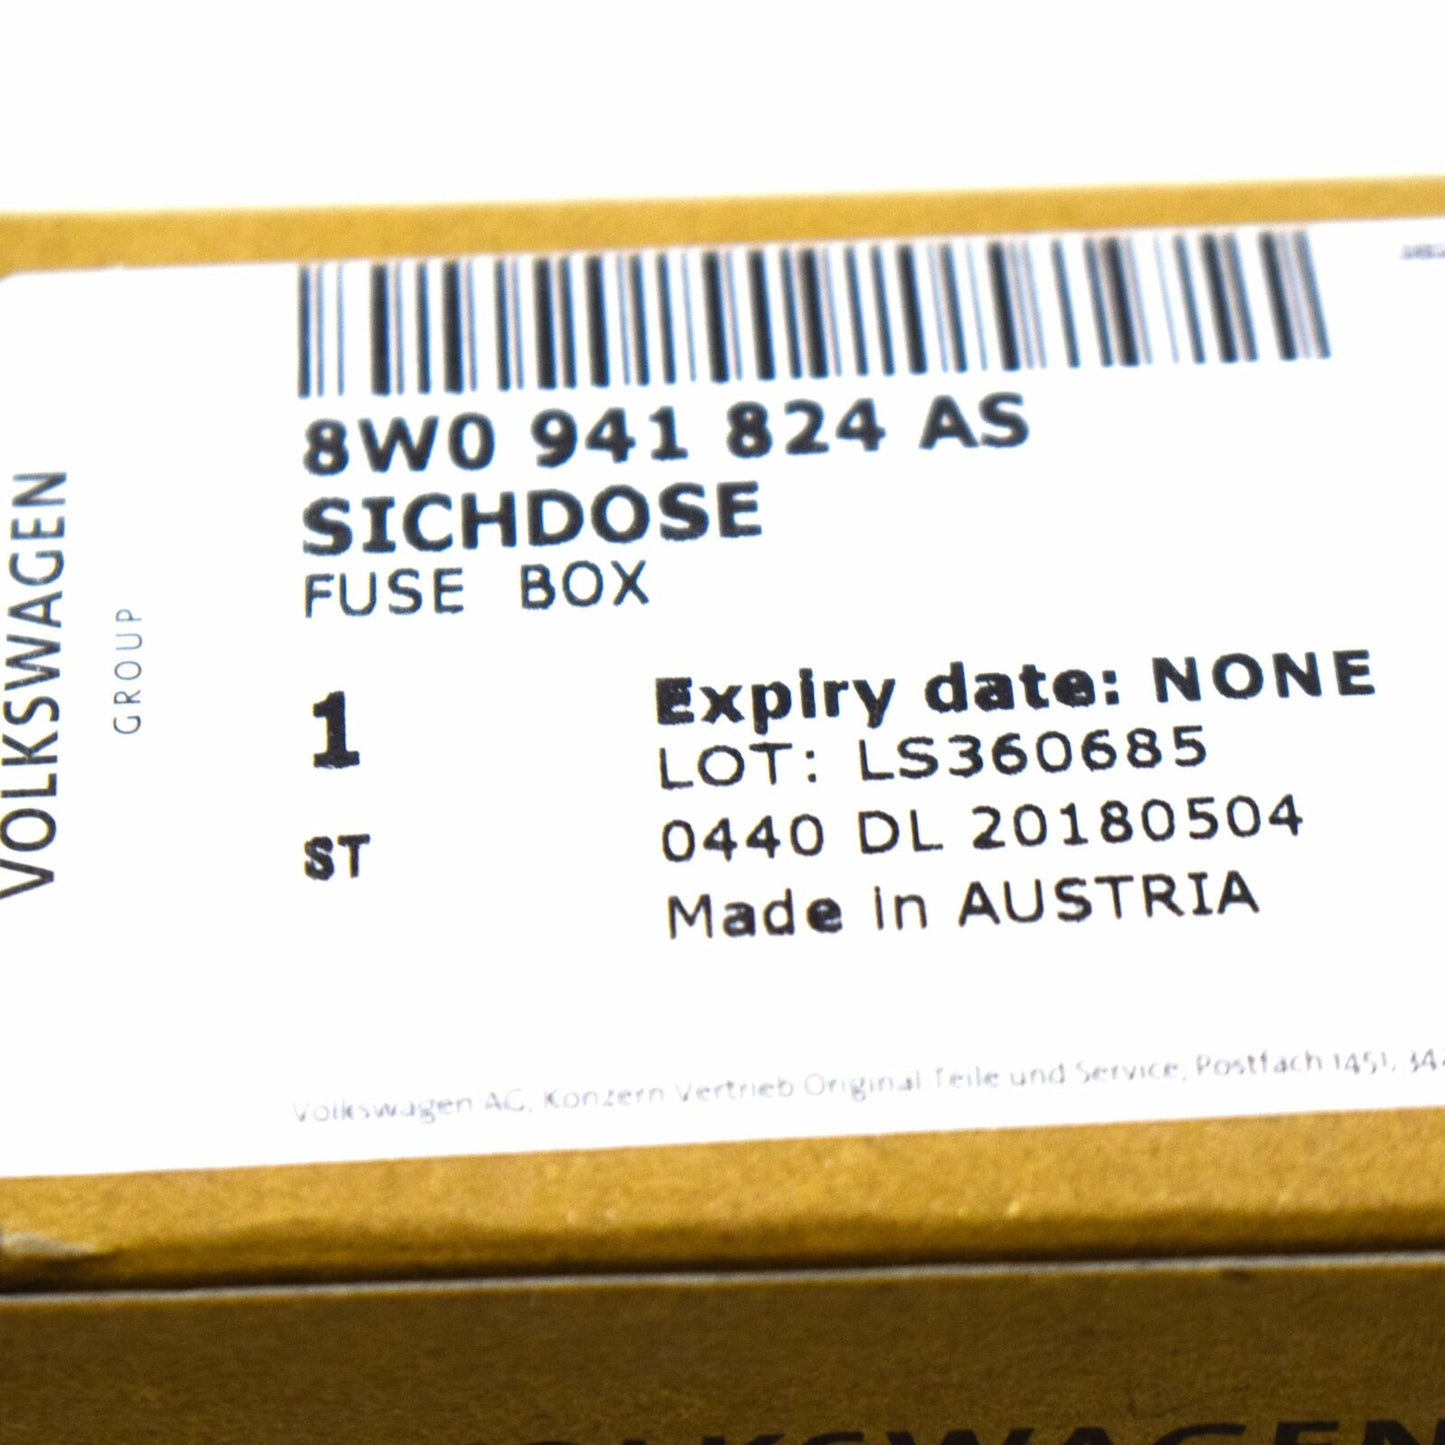 8W0 941 824 AS
SICHDOSE
FUSE BOX
1
ST
Expiry date: NONE
LOT: LS360685
0440 DL 20180504
Made in AUSTRIA
VOLKSWAGEN
GROUP
Volkswagen AG, Konzern Vertrieb Original Teile und Service, Postfach 1451,